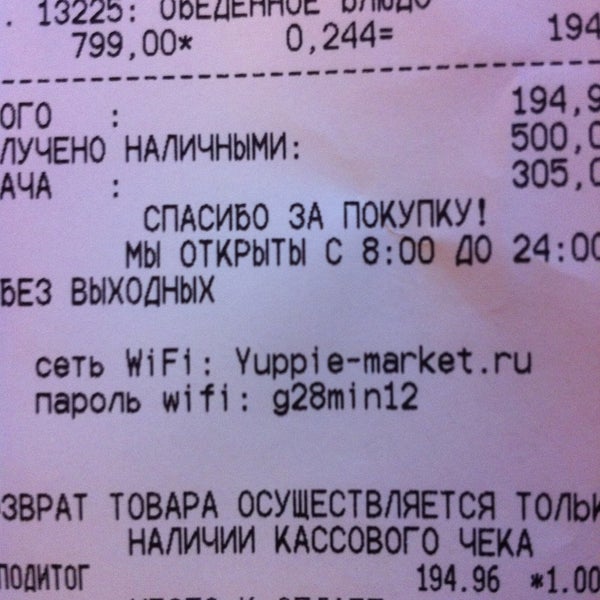 . 13225: ОБЕДЕННОЕ БЛЮДО
799,00* 0,244= 194
ОГО : 194,9
ЛУЧЕНО НАЛИЧНЫМИ: 500,0
АЧА : 305,0
СПАСИБО ЗА ПОКУПКУ!
МЫ ОТКРЫТЫ С 8:00 ДО 24:00
БЕЗ ВЫХОДНЫХ
сеть WiFi: Yuppie-market.ru
пароль wifi: g28min12
ЗВРАТ ТОВАРА ОСУЩЕСТВЛЯЕТСЯ ТОЛЬК
НАЛИЧИИ КАССОВОГО ЧЕКА
ПОДИТОГ 194.96 *1.00